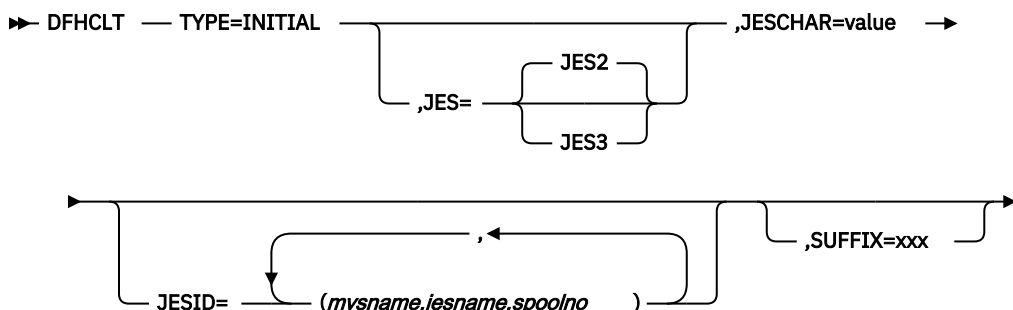 DFHCLT TYPE=INITIAL ,JESCHAR=value
JES2
,JES=
JES3
,
,SUFFIX=xxx
JESID= (mvsname,jesname,spoolno )